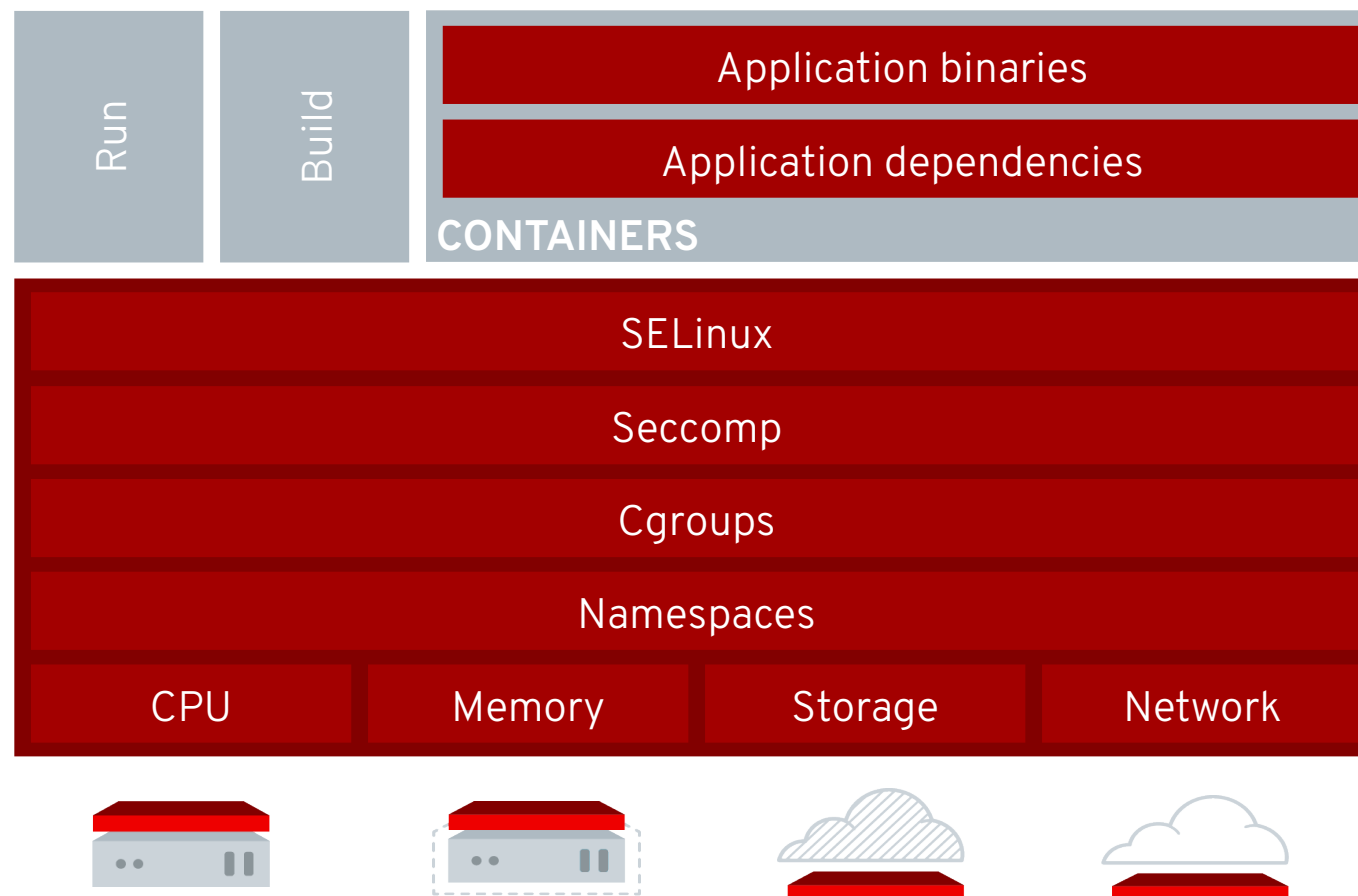 Run
Build
Application binaries
Application dependencies
CONTAINERS
SELinux
Seccomp
Cgroups
Namespaces
CPU
Memory
Storage
Network